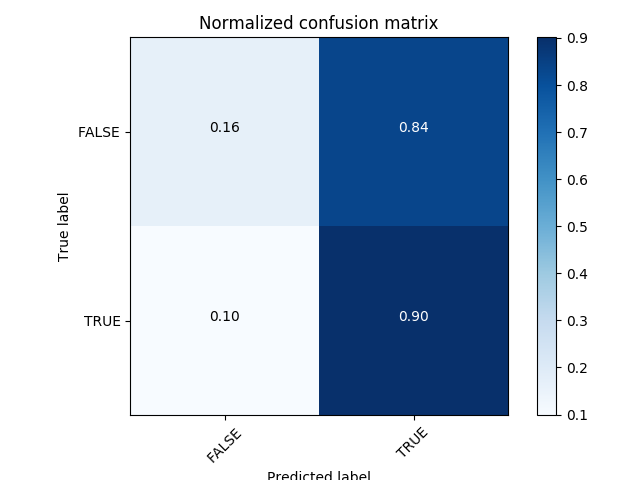 Normalized confusion matrix
True label
FALSE
0.16
0.84
TRUE
0.10
0.90
FALSE
TRUE
Predicted label
0.9
0.8
0.7
0.6
0.5
0.4
0.3
0.2
0.1